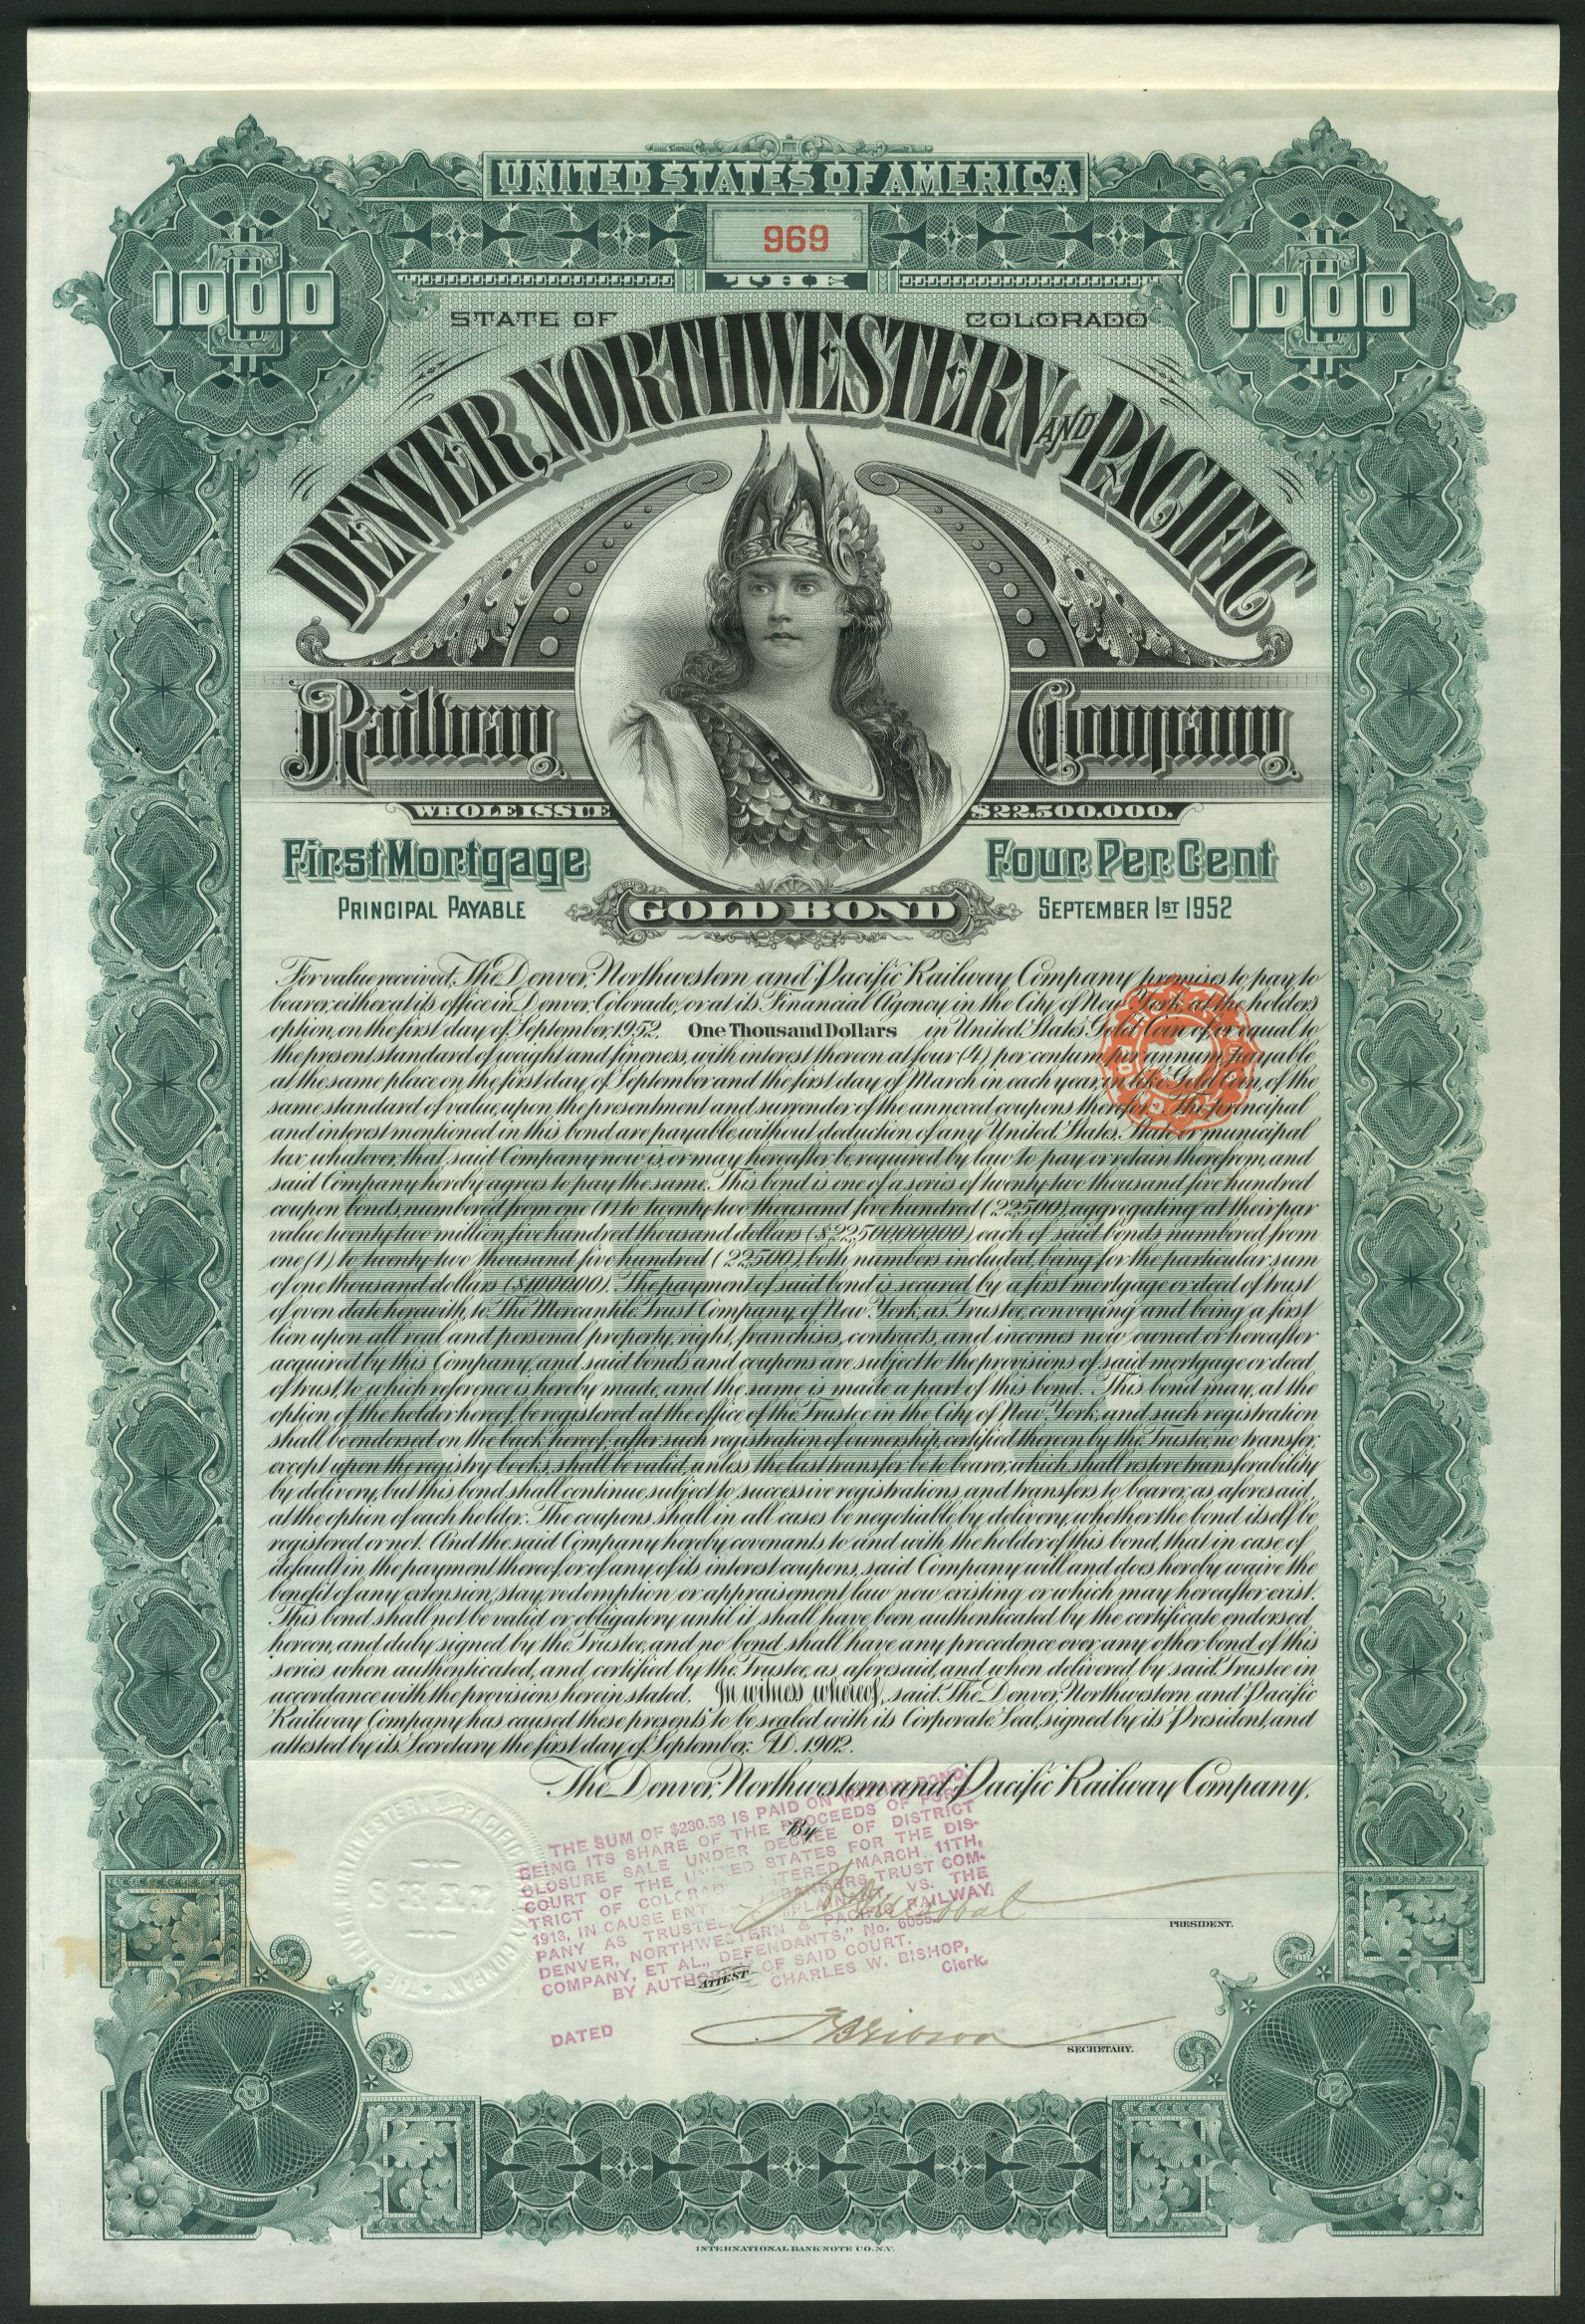 UNITED STATES OF AMERICA
969
1000
THE
1000
STATE OF COLORADO
DENVER, NORTHWESTERN AND PACIFIC
Railway Company
WHOLE ISSUE $22.500.000.
First Mortgage Four Per Cent
PRINCIPAL PAYABLE GOLD BOND SEPTEMBER 1ST 1952
For value received, The Denver, Northwestern and Pacific Railway Company promises to pay to
bearer, either at its office in Denver, Colorado, or at its Financial Agency in the City of New York, at the holders
option, on the first day of September, 1952, One Thousand Dollars in United States Gold Coin of or equal to
the present standard of weight and fineness, with interest thereon at four (4) per centum per annum, payable
at the same place on the first day of September and the first day of March in each year, in like Gold Coin, of the
same standard of value, upon the presentment and surrender of the annexed coupons therefor. The principal
and interest mentioned in this bond are payable without deduction of any United States, State or municipal
tax, whatever, that said Company now is, or may hereafter be required by law to pay or retain therefrom, and
said Company hereby agrees to pay the same. This bond is one of a series of twenty two thousand five hundred
coupon bonds, numbered from one (1) to twenty two thousand five hundred (22,500), aggregating at their par
value twenty two million five hundred thousand dollars ($22,500,000.00) each of said bonds numbered from
one (1) to twenty two thousand five hundred (22,500), both numbers included, being for the particular sum
of one thousand dollars ($1,000.00). The payment of said bond is secured by a first mortgage or deed of trust
of even date herewith, to The Mercantile Trust Company of New York, as Trustee, conveying and being a first
lien upon all real and personal property, right, franchises, contracts, and incomes now owned or hereafter
acquired by this Company, and said bonds and coupons are subject to the provisions of said mortgage or deed
of trust, to which reference is hereby made, and the same is made a part of this bond. This bond may, at the
option of the holder hereof, be registered at the office of the Trustee in the City of New York, and such registration
shall be endorsed on the back hereof, after such registration of ownership, certified thereon by the Trustee, no transfer,
except upon the registry books, shall be valid, unless the last transfer be to bearer, which shall restore transferability
by delivery, but this bond shall continue, subject to successive registrations, and transfers to bearer, as aforesaid,
at the option of each holder. The coupons shall in all cases be negotiable by delivery, whether the bond itself be
registered or not. And the said Company hereby covenants to and with the holder of this bond, that in case of
default in the payment thereof, or of any of its interest coupons, said Company will and does hereby waive the
benefit of any extension, stay, redemption or appraisement law now existing or which may hereafter exist.
This bond shall not be valid or obligatory until it shall have been authenticated by the certificate endorsed
hereon, and duly signed by the Trustee, and no bond shall have any precedence over any other bond of this
series when authenticated, and certified by the Trustee, as aforesaid, and when delivered by said Trustee in
accordance with the provisions herein stated. In witness whereof, said The Denver, Northwestern and Pacific
Railway Company has caused these presents to be sealed with its Corporate Seal, signed by its President, and
attested by its Secretary the first day of September, A.D. 1902.
The Denver, Northwestern and Pacific Railway Company,
By
THE SUM OF $230.58 IS PAID ON WITHIN BOND
BEING ITS SHARE OF THE PROCEEDS OF FORE-
CLOSURE SALE UNDER DECREE OF DISTRICT
COURT OF THE UNITED STATES FOR THE DIS-
TRICT OF COLORADO ENTERED MARCH 11TH,
1913, IN CAUSE ENT. BANKERS TRUST COM-
PANY AS TRUSTEE, PLAINTIFF, VS. THE
DENVER, NORTHWESTERN & PACIFIC RAILWAY
COMPANY, ET AL., DEFENDANTS," No.
BY AUTHORITY OF SAID COURT.
CHARLES W. BISHOP,
Clerk.
PRESIDENT.
ATTEST
DATED
SECRETARY.
INTERNATIONAL BANK NOTE CO. N.Y.